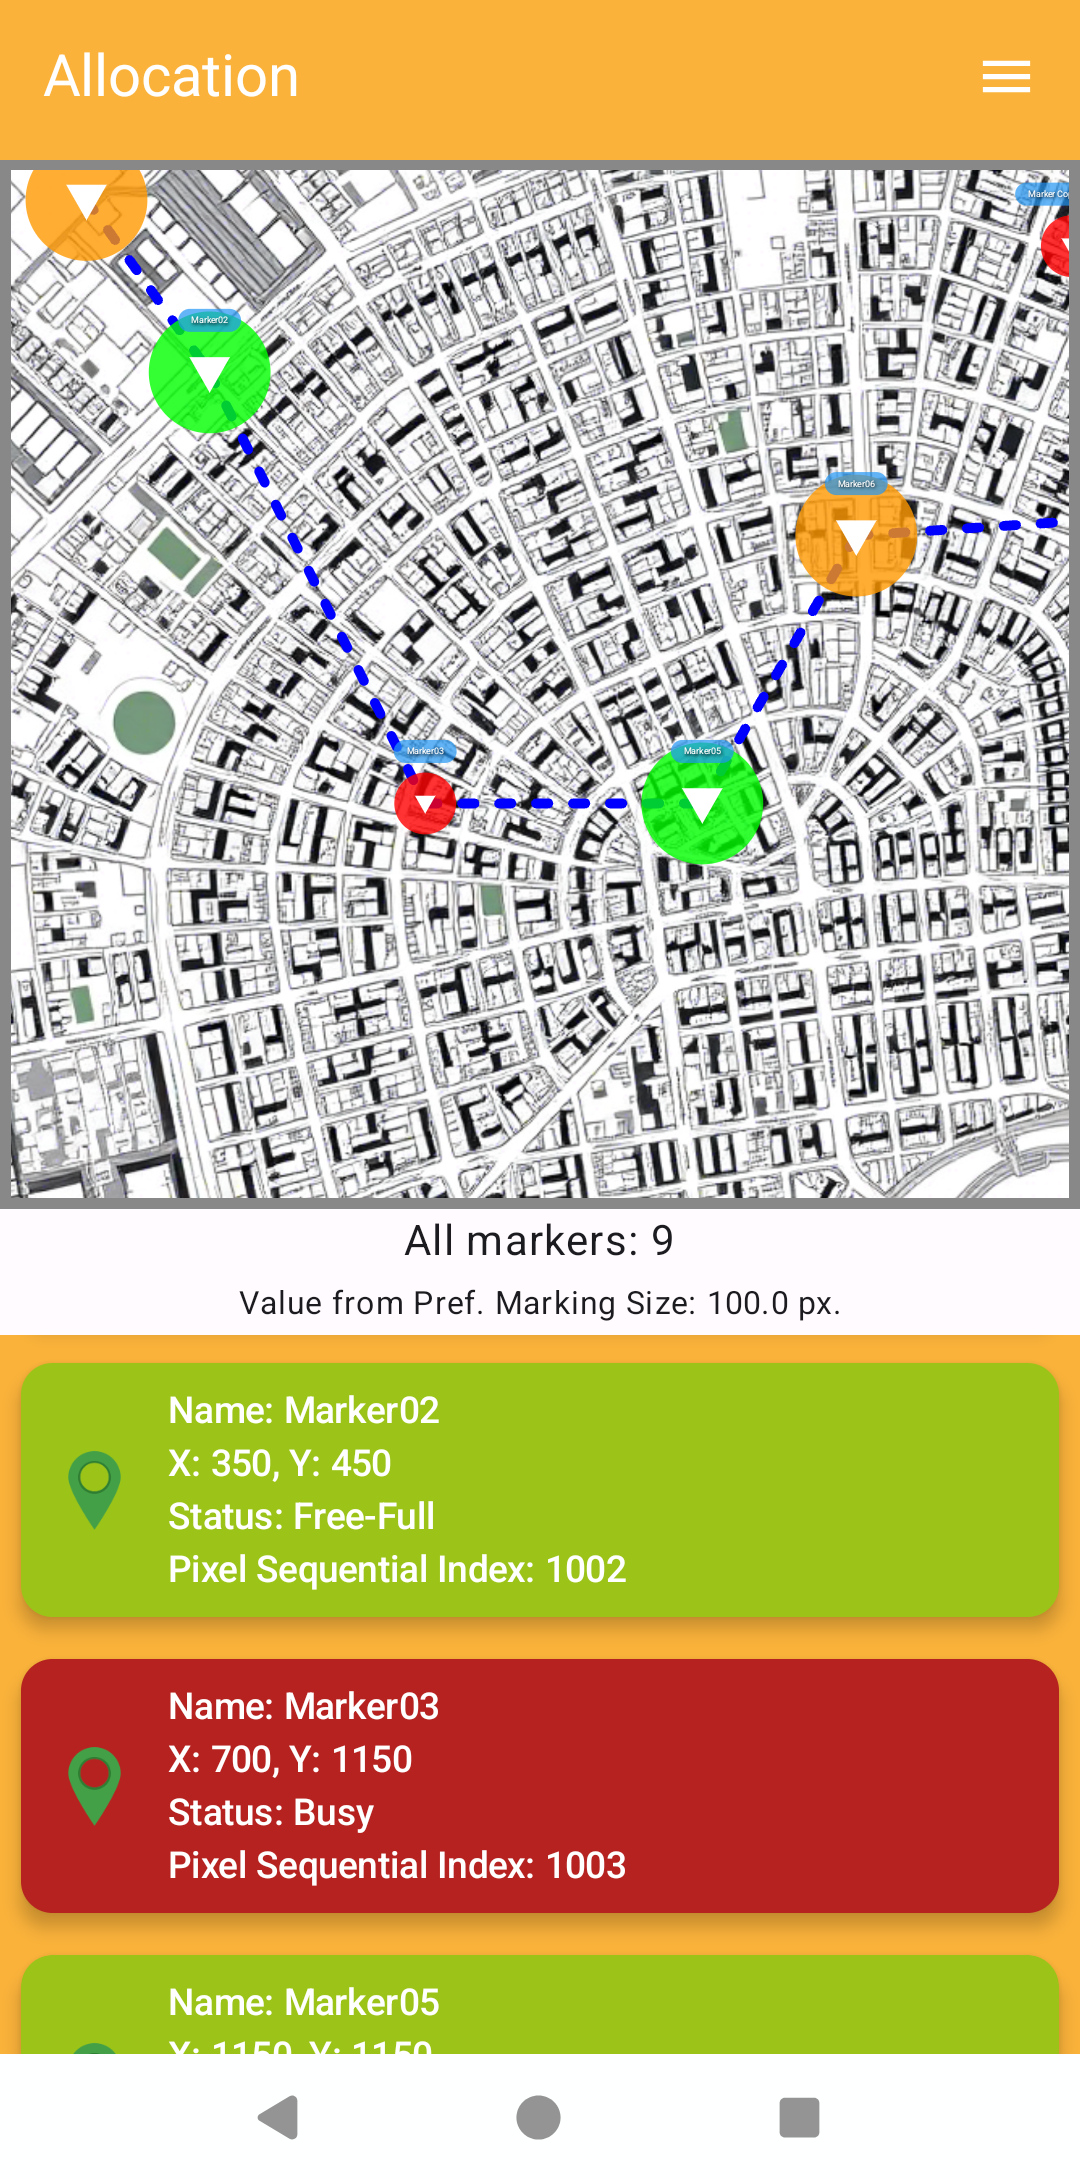 Allocation
Marker Co
Marker02
Marker06
Marker03
Marker05
All markers: 9
Value from Pref. Marking Size: 100.0 px.
Name: Marker02
X: 350, Y: 450
Status: Free-Full
Pixel Sequential Index: 1002
Name: Marker03
X: 700, Y: 1150
Status: Busy
Pixel Sequential Index: 1003
Name: Marker05
X: 1150, Y: 1150